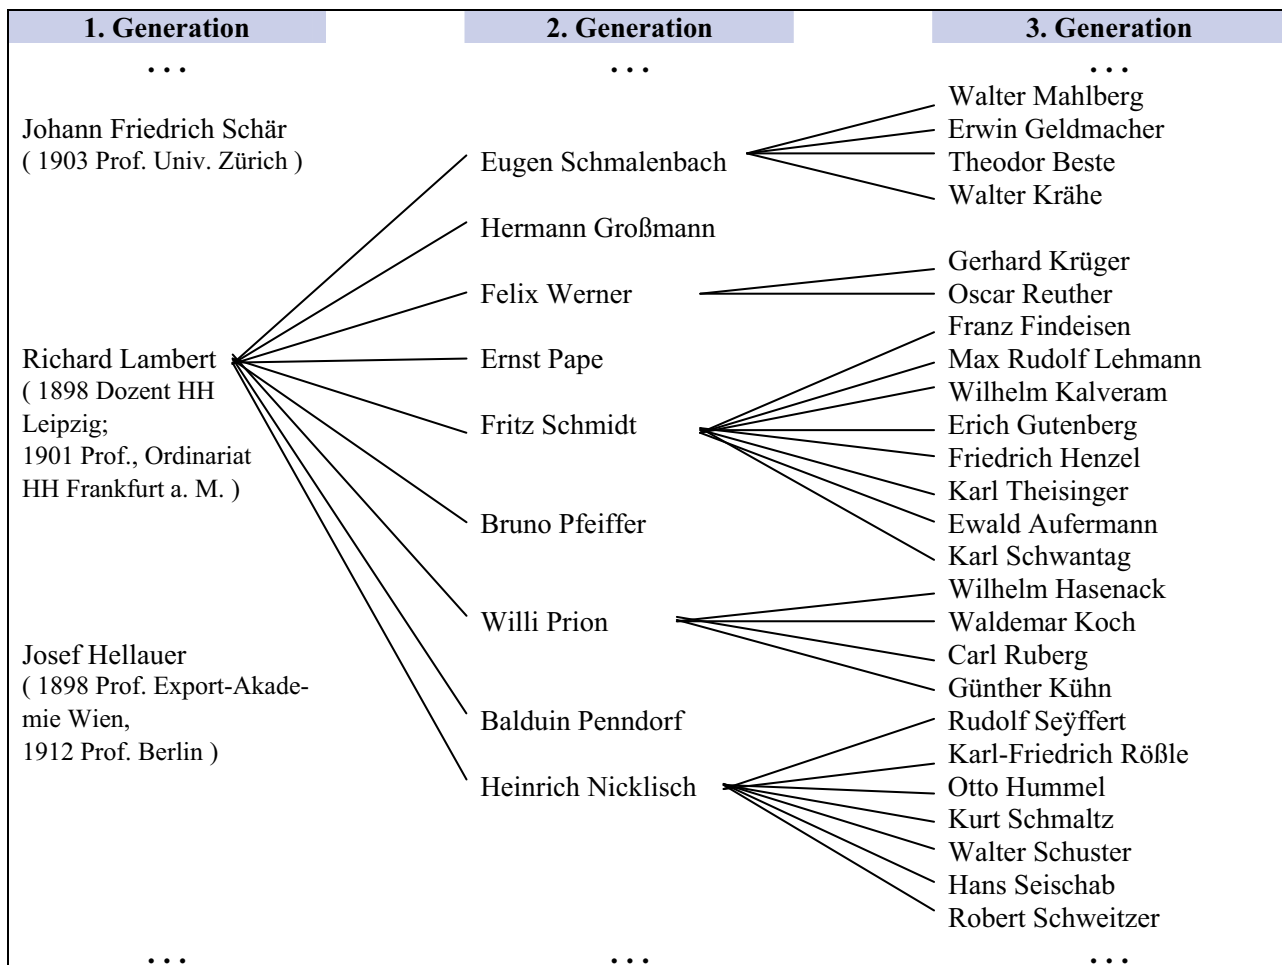 1. Generation
2. Generation
3. Generation
. . .
. . .
. . .
Johann Friedrich Schär
( 1903 Prof. Univ. Zürich )
Richard Lambert
( 1898 Dozent HH
Leipzig;
1901 Prof., Ordinariat
HH Frankfurt a. M. )
Josef Hellauer
( 1898 Prof. Export-Akade-
mie Wien,
1912 Prof. Berlin )
. . .
Eugen Schmalenbach
Hermann Großmann
Felix Werner
Ernst Pape
Fritz Schmidt
Bruno Pfeiffer
Willi Prion
Balduin Penndorf
Heinrich Nicklisch
. . .
Walter Mahlberg
Erwin Geldmacher
Theodor Beste
Walter Krähe
Gerhard Krüger
Oscar Reuther
Franz Findeisen
Max Rudolf Lehmann
Wilhelm Kalveram
Erich Gutenberg
Friedrich Henzel
Karl Theisinger
Ewald Aufermann
Karl Schwantag
Wilhelm Hasenack
Waldemar Koch
Carl Ruberg
Günther Kühn
Rudolf Seÿffert
Karl-Friedrich Rößle
Otto Hummel
Kurt Schmaltz
Walter Schuster
Hans Seischab
Robert Schweitzer
. . .